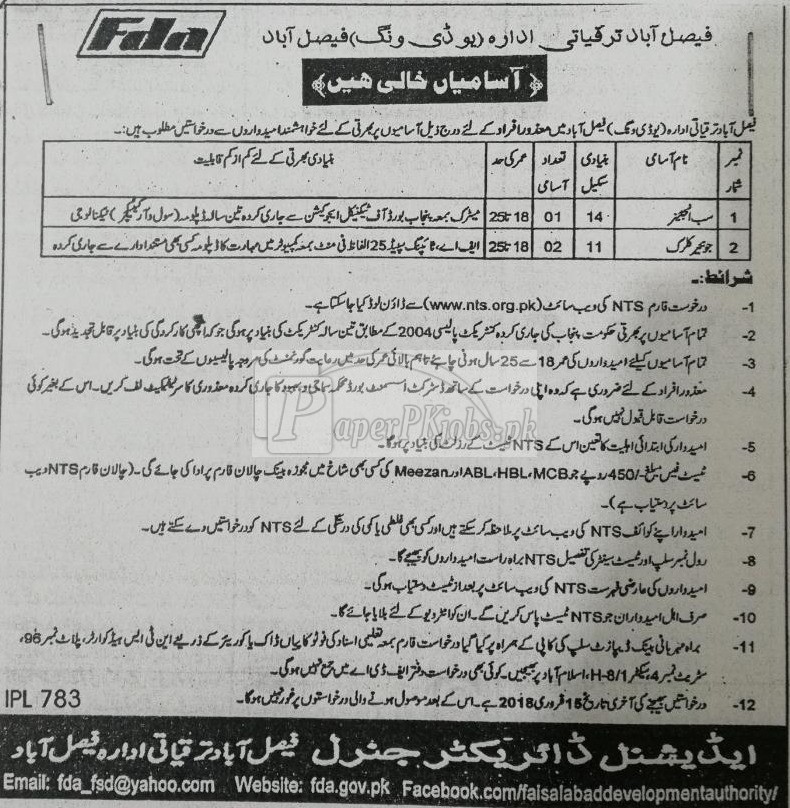 Fda
فیصل آباد ترقیاتی ادارہ (یو ڈی ونگ) فیصل آباد
آسامیاں خالی ہیں
فیصل آباد ترقیاتی ادارہ (یو ڈی ونگ) فیصل آباد میں معذور افراد کے لئے درج ذیل آسامیوں پر بھرتی کے لئے خواہشمند امیدواروں سے درخواستیں مطلوب ہیں:۔
نمبر شمار نام آسامی بنیادی سکیل تعداد آسامی عمر کی حد بنیادی بھرتی کے لئے کم از کم قابلیت
1 سب انجینئر 14 01 18 تا 25 میٹرک بمعہ پنجاب بورڈ آف ٹیکنیکل ایجوکیشن سے جاری کردہ تین سالہ ڈپلومہ (سول و آرکیٹیکچر) ٹیکنالوجی
2 جونیئر کلرک 11 02 18 تا 25 ایف اے، ٹائپنگ سپیڈ 25 الفاظ فی منٹ بمعہ کمپیوٹر میں مہارت کا ڈپلومہ کسی بھی مستند ادارے سے جاری کردہ
شرائط:۔
1- درخواست فارم NTS کی ویب سائٹ (www.nts.org.pk) سے ڈاؤن لوڈ کیا جاسکتا ہے۔
2- تمام آسامیوں پر بھرتی حکومت پنجاب کی جاری کردہ کنٹریکٹ پالیسی 2004 کے مطابق تین سالہ کنٹریکٹ کی بنیاد پر ہوگی جو کہ اچھی کارکردگی کی بنیاد پر قابل تجدید ہوگی۔
3- تمام آسامیوں کیلئے امیدواروں کی عمر 18 سے 25 سال ہونی چاہئے تاہم بالائی عمر کی حد میں رعایت گورنمنٹ کی مروجہ پالیسیوں کے تحت ہوگی۔
4- معذور افراد کے لئے ضروری ہے کہ وہ اپنی درخواست کے ساتھ ڈسٹرکٹ اسسمنٹ بورڈ محکمہ سماجی و بہبود کا جاری کردہ معذوری کا سرٹیفکیٹ لف کریں۔ اس کے بغیر کوئی
درخواست قابل قبول نہیں ہوگی۔
PaperPKjobs.pk
5- امیدوار کی ابتدائی اہلیت کا تعین اس کے NTS ٹیسٹ کے رزلٹ کی بنیاد پر ہوگا۔
6- ٹیسٹ فیس مبلغ -/450 روپے جو ABL، HBL، MCB اور Meezan کی کسی بھی شاخ میں مجوزہ بینک چالان فارم پر ادا کی جائے گی۔ (چالان فارم NTS ویب
سائٹ پر دستیاب ہے)۔
7- امیدوار اپنے کوائف NTS کی ویب سائٹ پر ملاحظہ کرسکتے ہیں اور کسی بھی غلطی یا کمی کی درستگی کے لئے NTS کو درخواستیں دے سکتے ہیں۔
8- رول نمبر سلپ اور ٹیسٹ سینٹر کی تفصیل NTS براہ راست امیدواروں کو بھیجے گا۔
9- امیدواروں کی عارضی فہرست NTS کی ویب سائٹ پر بعد از ٹیسٹ دستیاب ہوگی۔
10- صرف اہل امیدواران جو NTS ٹیسٹ پاس کریں گے۔ ان کو انٹرویو کے لئے بلایا جائے گا۔
11- براہ مہربانی بینک ڈیپازٹ سلپ کی کاپی کے ہمراہ پر کیا گیا درخواست فارم بمعہ تعلیمی اسناد کی فوٹو کاپیاں ڈاک یا کوریئر کے ذریعے این ٹی ایس ہیڈ کوارٹر، پلاٹ نمبر 96،
سٹریٹ نمبر 4، سیکٹر H-8/1، اسلام آباد پر بھیجیں۔ کوئی بھی درخواست دفتر ایف ڈی اے میں جمع نہیں ہوگی۔
12- درخواستیں بھیجنے کی آخری تاریخ 15 فروری 2018 ہے۔ اس کے بعد موصول ہونے والی درخواستوں پر غور نہیں ہوگا۔
IPL 783
ایڈیشنل ڈائریکٹر جنرل فیصل آباد ترقیاتی ادارہ فیصل آباد
Email: fda_fsd@yahoo.com Website: fda.gov.pk Facebook.com/faisalabaddevelopmentauthority/